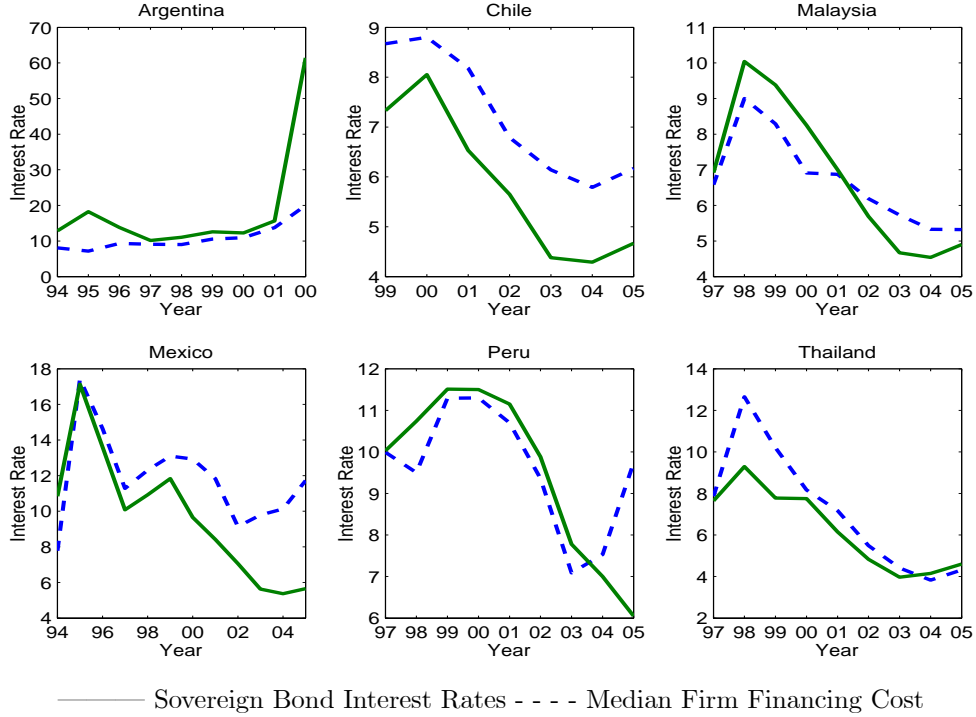 Argentina
70
60
50
40
30
20
10
0
94 95 96 97 98 99 00 01 00
Interest Rate
Year
Chile
9
8
7
6
5
4
99 00 01 02 03 04 05
Interest Rate
Year
Malaysia
11
10
9
8
7
6
5
4
97 98 99 00 01 02 03 04 05
Interest Rate
Year
Mexico
18
16
14
12
10
8
6
4
94 96 98 00 02 04
Interest Rate
Year
Peru
12
11
10
9
8
7
6
97 98 99 00 01 02 03 04 05
Interest Rate
Year
Thailand
14
12
10
8
6
4
2
97 98 99 00 01 02 03 04 05
Interest Rate
Year
Sovereign Bond Interest Rates - - - - Median Firm Financing Cost